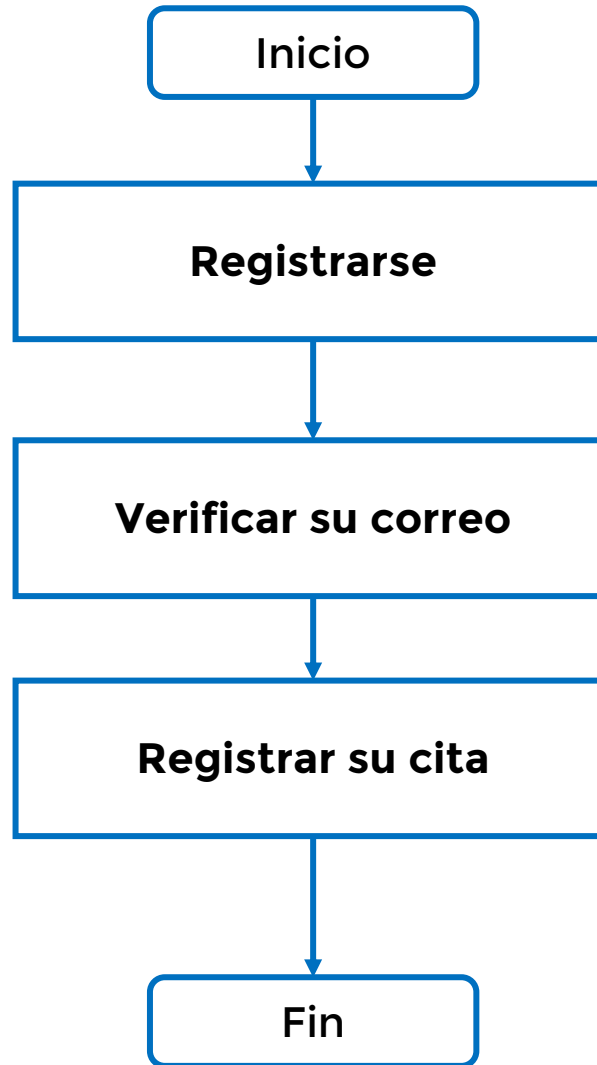 Inicio
Registrarse
Verificar su correo
Registrar su cita
Fin